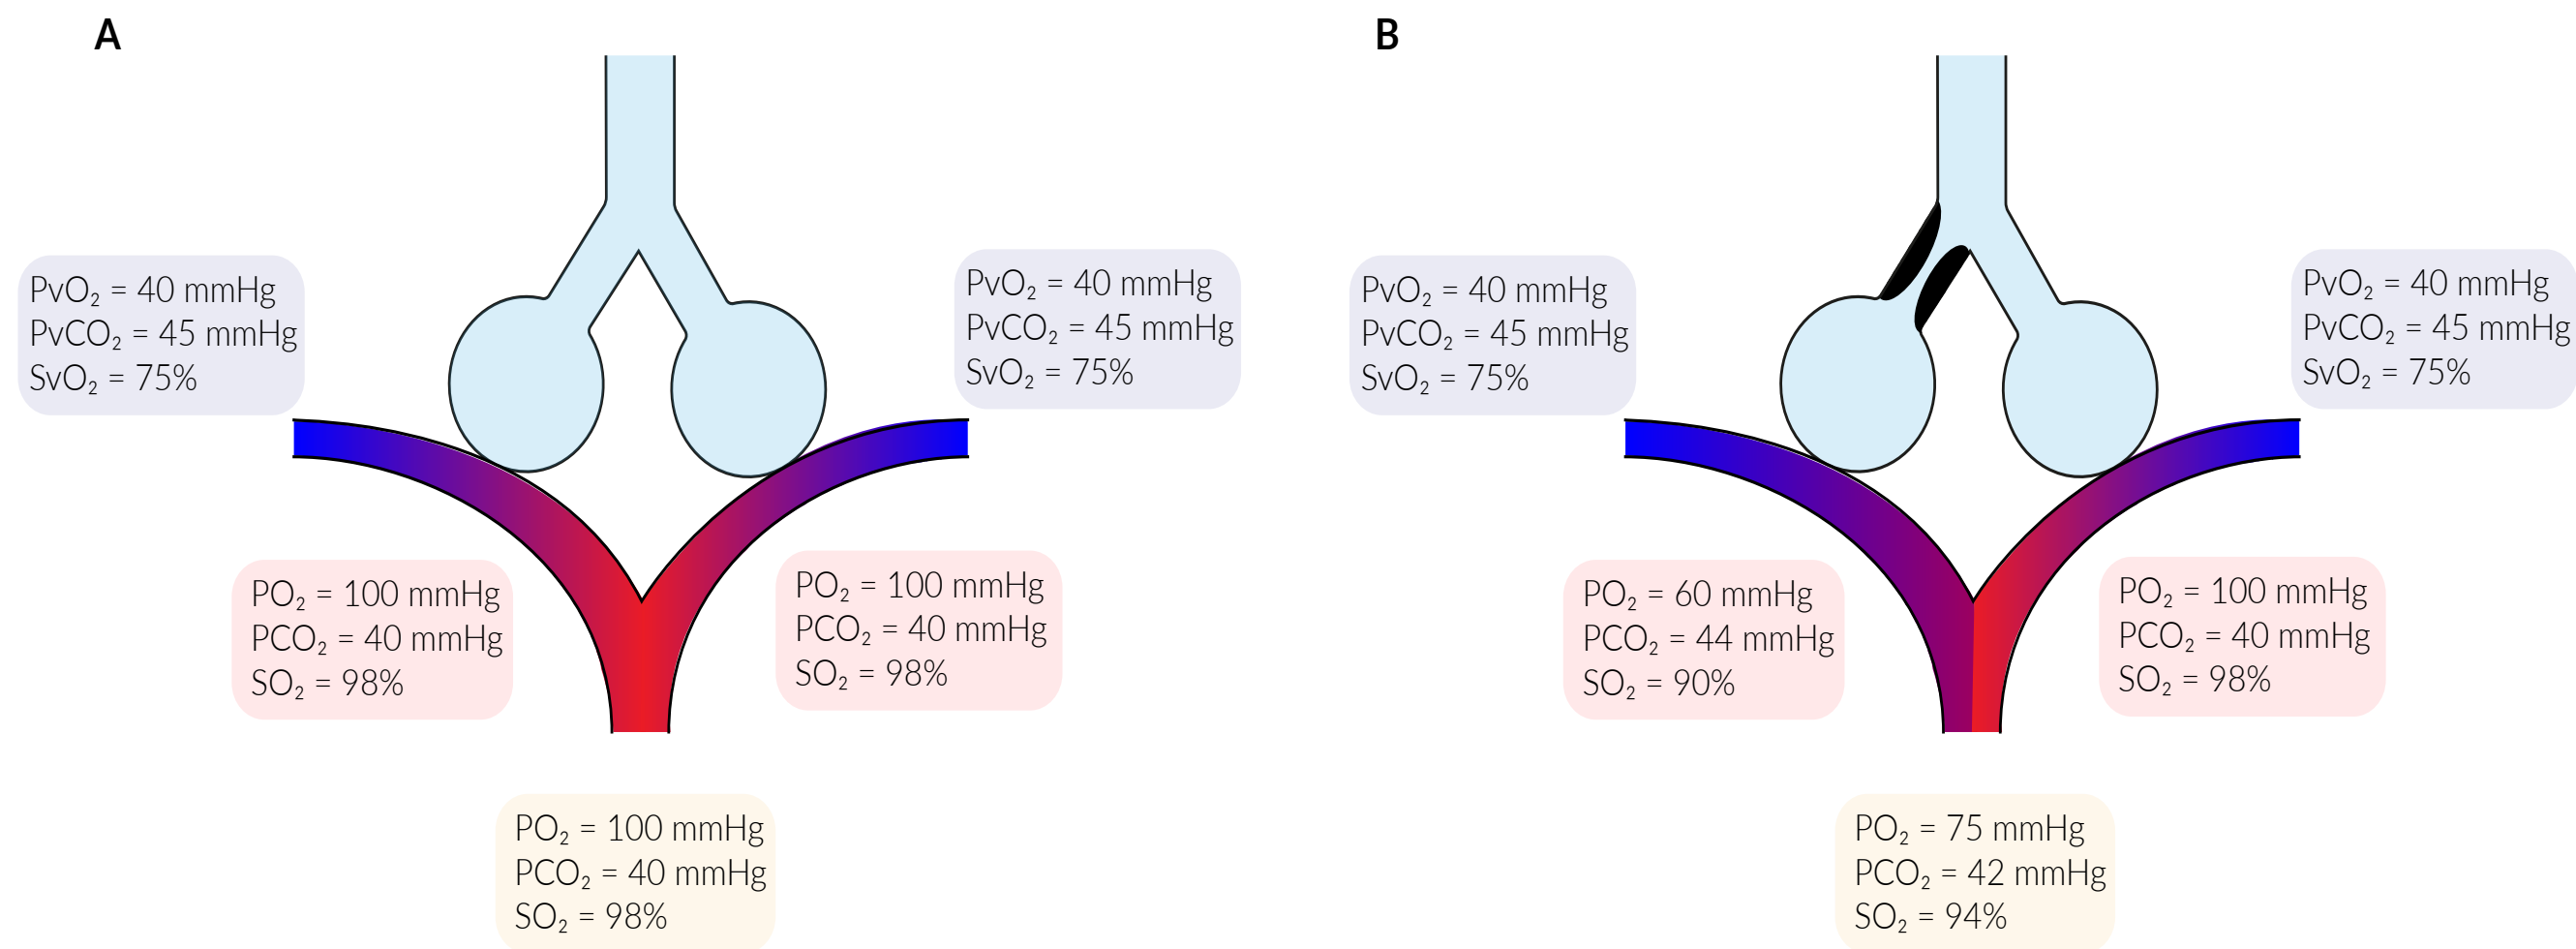 A
PvO₂ = 40 mmHg
PvCO₂ = 45 mmHg
SvO₂ = 75%
PvO₂ = 40 mmHg
PvCO₂ = 45 mmHg
SvO₂ = 75%
PO₂ = 100 mmHg
PCO₂ = 40 mmHg
SO₂ = 98%
PO₂ = 100 mmHg
PCO₂ = 40 mmHg
SO₂ = 98%
PO₂ = 100 mmHg
PCO₂ = 40 mmHg
SO₂ = 98%
B
PvO₂ = 40 mmHg
PvCO₂ = 45 mmHg
SvO₂ = 75%
PvO₂ = 40 mmHg
PvCO₂ = 45 mmHg
SvO₂ = 75%
PO₂ = 60 mmHg
PCO₂ = 44 mmHg
SO₂ = 90%
PO₂ = 100 mmHg
PCO₂ = 40 mmHg
SO₂ = 98%
PO₂ = 75 mmHg
PCO₂ = 42 mmHg
SO₂ = 94%